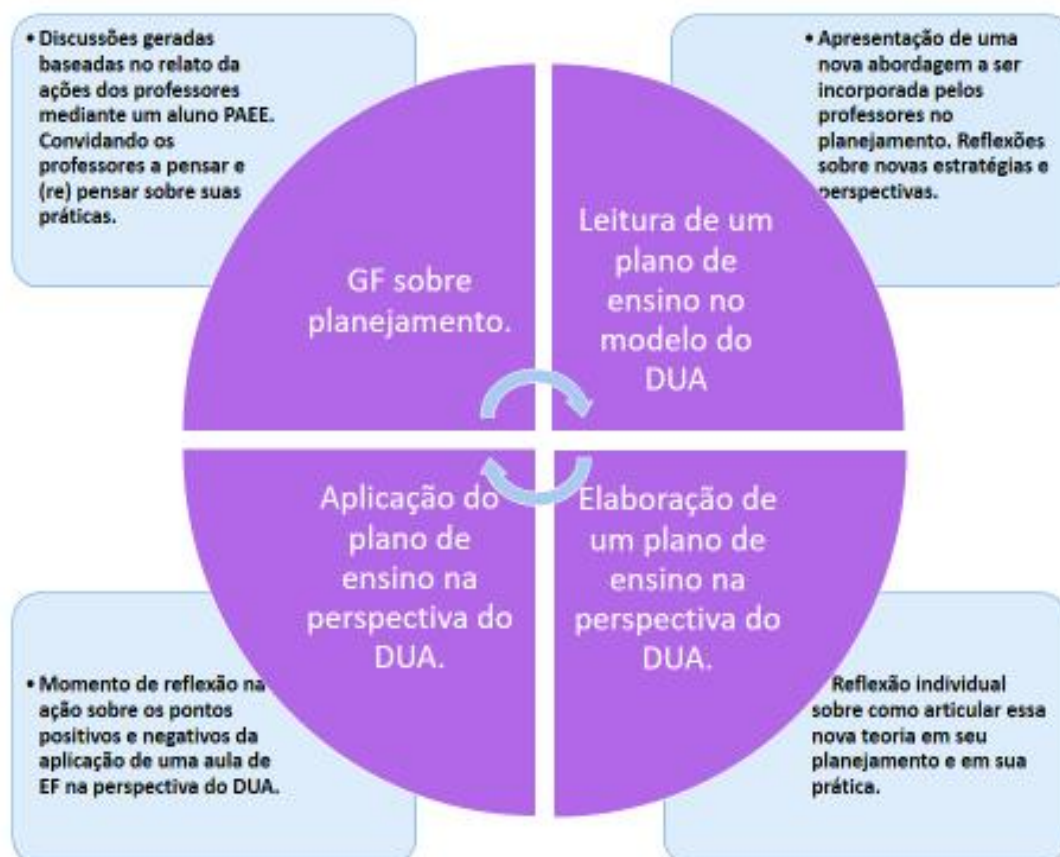 • Discussões geradas
baseadas no relato da
ações dos professores
mediante um aluno PAEE.
Convidando os
professores a pensar e
(re) pensar sobre suas
práticas.
• Apresentação de uma
nova abordagem a ser
incorporada pelos
professores no
planejamento. Reflexões
sobre novas estratégias e
perspectivas.
GF sobre
planejamento.
Leitura de um
plano de
ensino no
modelo do
DUA
Aplicação do
plano de
ensino na
perspectiva do
DUA.
Elaboração de
um plano de
ensino na
perspectiva do
DUA.
• Momento de reflexão na
ação sobre os pontos
positivos e negativos da
aplicação de uma aula de
EF na perspectiva do DUA.
Reflexão individual
sobre como articular essa
nova teoria em seu
planejamento e em sua
prática.